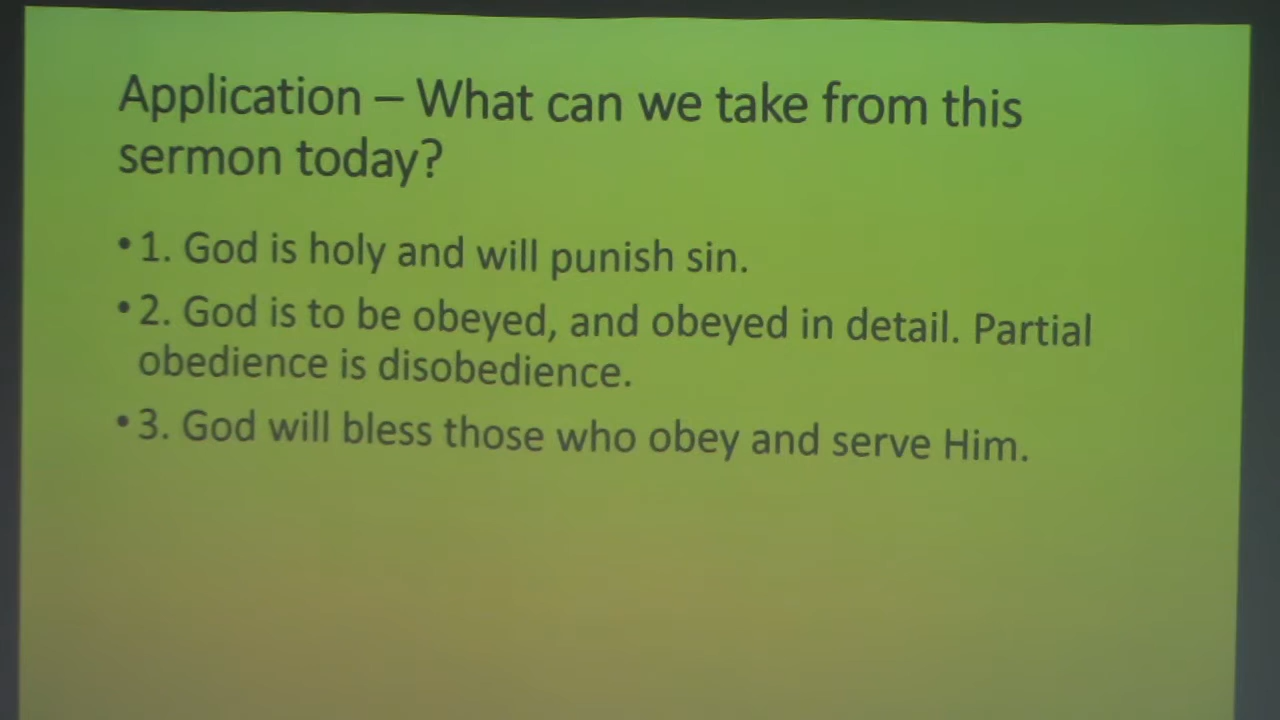 Application – What can we take from this
sermon today?
• 1. God is holy and will punish sin.
• 2. God is to be obeyed, and obeyed in detail. Partial
obedience is disobedience.
• 3. God will bless those who obey and serve Him.